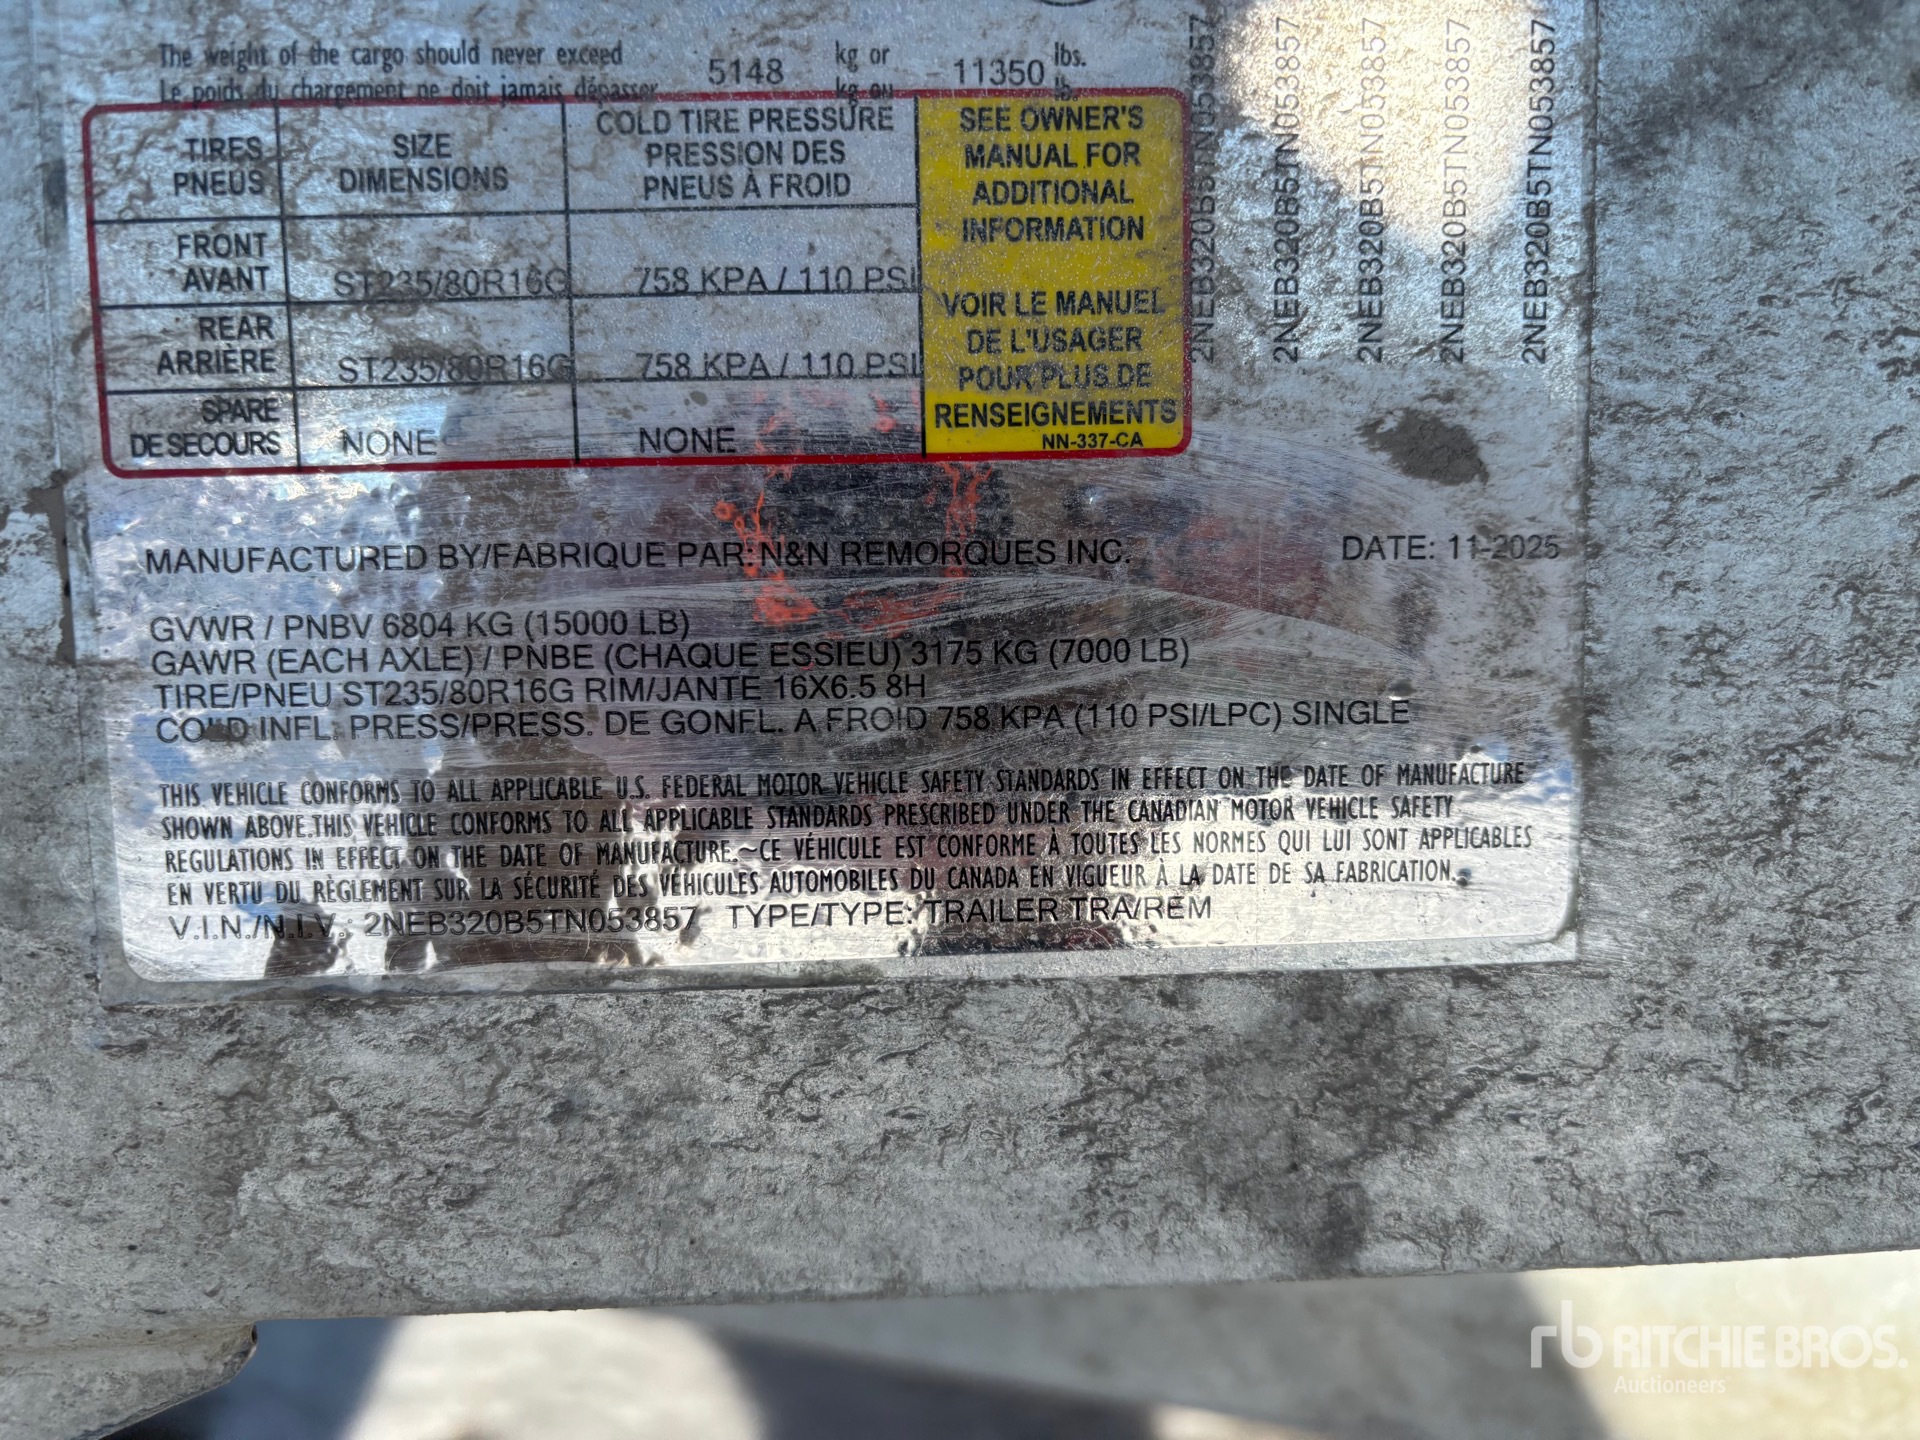 The weight of the cargo should never exceed 5148 kg or 11350 lbs.
Le poids du chargement ne doit jamais dépasser kg ou lb.
TIRES
PNEUS
SIZE
DIMENSIONS
COLD TIRE PRESSURE
PRESSION DES
PNEUS À FROID
SEE OWNER'S
MANUAL FOR
ADDITIONAL
INFORMATION
VOIR LE MANUEL
DE L'USAGER
POUR PLUS DE
RENSEIGNEMENTS
NN-337-CA
FRONT
AVANT
ST235/80R16G
758 KPA / 110 PSI
REAR
ARRIÈRE
ST235/80R16G
758 KPA / 110 PSI
SPARE
DE SECOURS
NONE
NONE
2NEB320B5TN053857
2NEB320B5TN053857
2NEB320B5TN053857
2NEB320B5TN053857
2NEB320B5TN053857
MANUFACTURED BY/FABRIQUE PAR: N&N REMORQUES INC. DATE: 11-2025
GVWR / PNBV 6804 KG (15000 LB)
GAWR (EACH AXLE) / PNBE (CHAQUE ESSIEU) 3175 KG (7000 LB)
TIRE/PNEU ST235/80R16G RIM/JANTE 16X6.5 8H
COLD INFL. PRESS/PRESS. DE GONFL. A FROID 758 KPA (110 PSI/LPC) SINGLE
THIS VEHICLE CONFORMS TO ALL APPLICABLE U.S. FEDERAL MOTOR VEHICLE SAFETY STANDARDS IN EFFECT ON THE DATE OF MANUFACTURE
SHOWN ABOVE.THIS VEHICLE CONFORMS TO ALL APPLICABLE STANDARDS PRESCRIBED UNDER THE CANADIAN MOTOR VEHICLE SAFETY
REGULATIONS IN EFFECT ON THE DATE OF MANUFACTURE.~CE VÉHICULE EST CONFORME À TOUTES LES NORMES QUI LUI SONT APPLICABLES
EN VERTU DU RÈGLEMENT SUR LA SÉCURITÉ DES VÉHICULES AUTOMOBILES DU CANADA EN VIGUEUR À LA DATE DE SA FABRICATION.
V.I.N./N.I.V.: 2NEB320B5TN053857 TYPE/TYPE: TRAILER TRA/REM
rb RITCHIE BROS.
Auctioneers